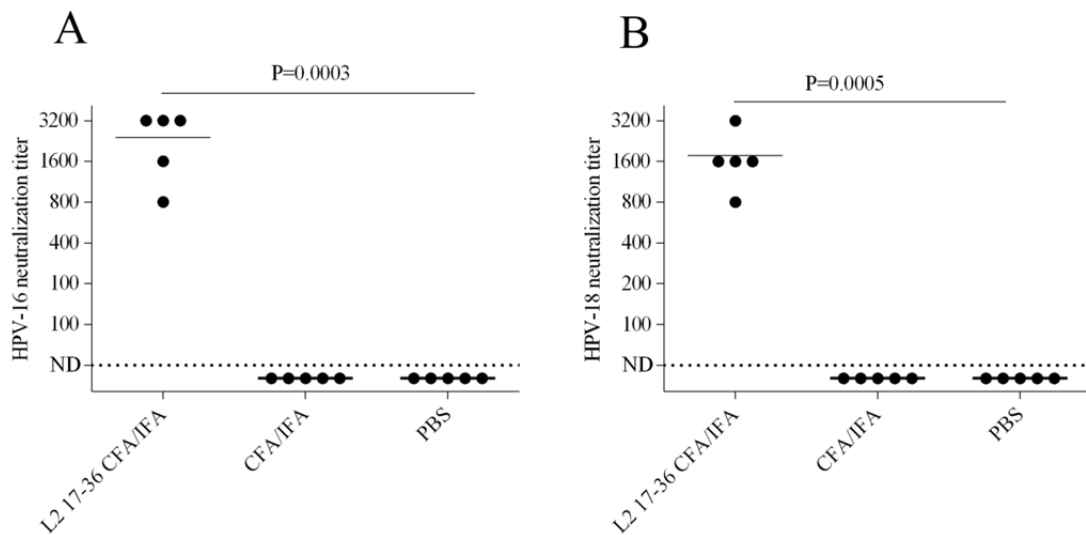 A
P=0.0003
HPV-16 neutralization titer
3200
1600
800
400
100
100
ND
L2 17-36 CFA/IFA
CFA/IFA
PBS
B
P=0.0005
HPV-18 neutralization titer
3200
1600
800
400
200
100
ND
L2 17-36 CFA/IFA
CFA/IFA
PBS